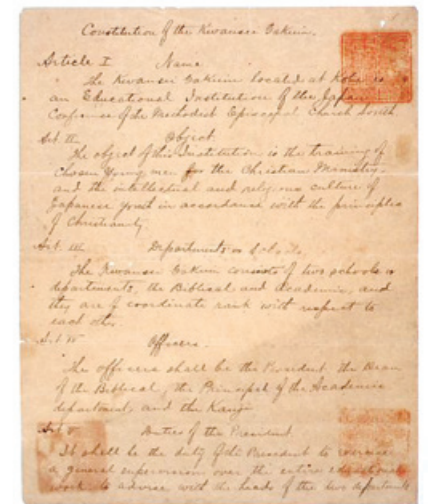 Constitution of the Kwansei Gakuin.
Article I Name
The Kwansei Gakuin located at Kobe is
an Educational Institution of the Japan
Conference of the Methodist Episcopal Church South
Art. II Object
The object of this Institution is the training of
chosen young men for the Christian Ministry,
and the intellectual and religious culture of
Japanese youth in accordance with the principles
of Christianity.
Art. III Departments or Schools
The Kwansei Gakuin consists of two schools or
departments, the Biblical and Academic, and
they are of coordinate rank with respect to
each other
Art IV Officers.
The officers shall be the President the Dean
of the Biblical, the Principal of the Academic
department, and the Kanji
Art V Duties of the President
It shall be the duty of the President to exercise
a general supervision over the entire educational
work to advise with the heads of the two departments